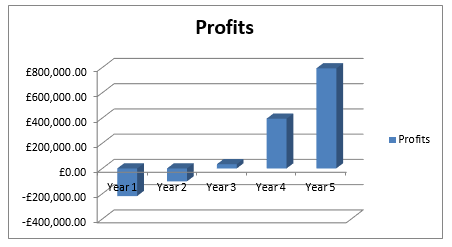 Profits
£800,000.00
£600,000.00
£400,000.00
£200,000.00
£0.00
-£200,000.00
-£400,000.00
Year 1 Year 2 Year 3 Year 4 Year 5
Profits